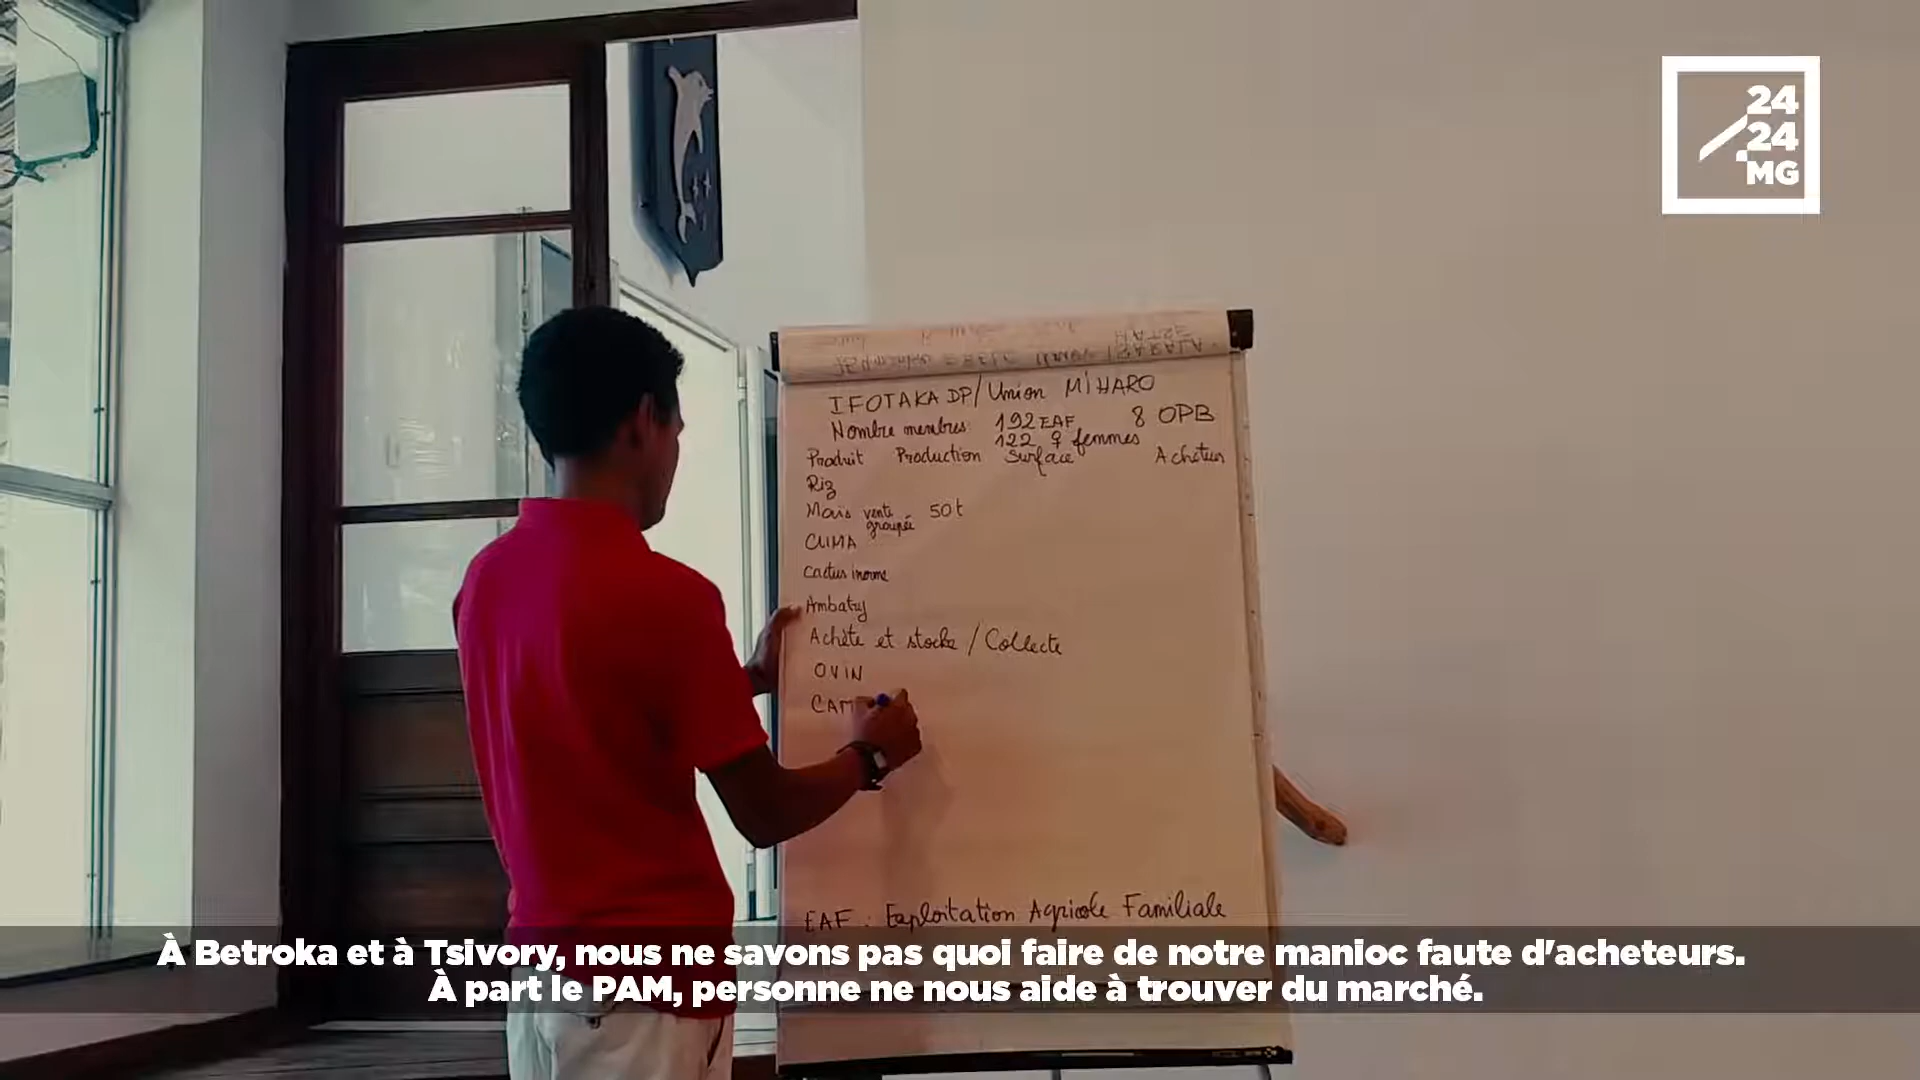 24
24
MG
IFOTAKA DP/Union MIHARO
Nombre membres 192 EAF 8 OPB
122 ♀ femmes
Produit Production Surface Acheteur
Riz
Maïs vente groupée 50t
CUMA
Cactus inerme
Ambatry
Achète et stocke / Collecte
OVIN
CAM
EAF : Exploitation Agricole Familiale
À Betroka et à Tsivory, nous ne savons pas quoi faire de notre manioc faute d'acheteurs.
À part le PAM, personne ne nous aide à trouver du marché.